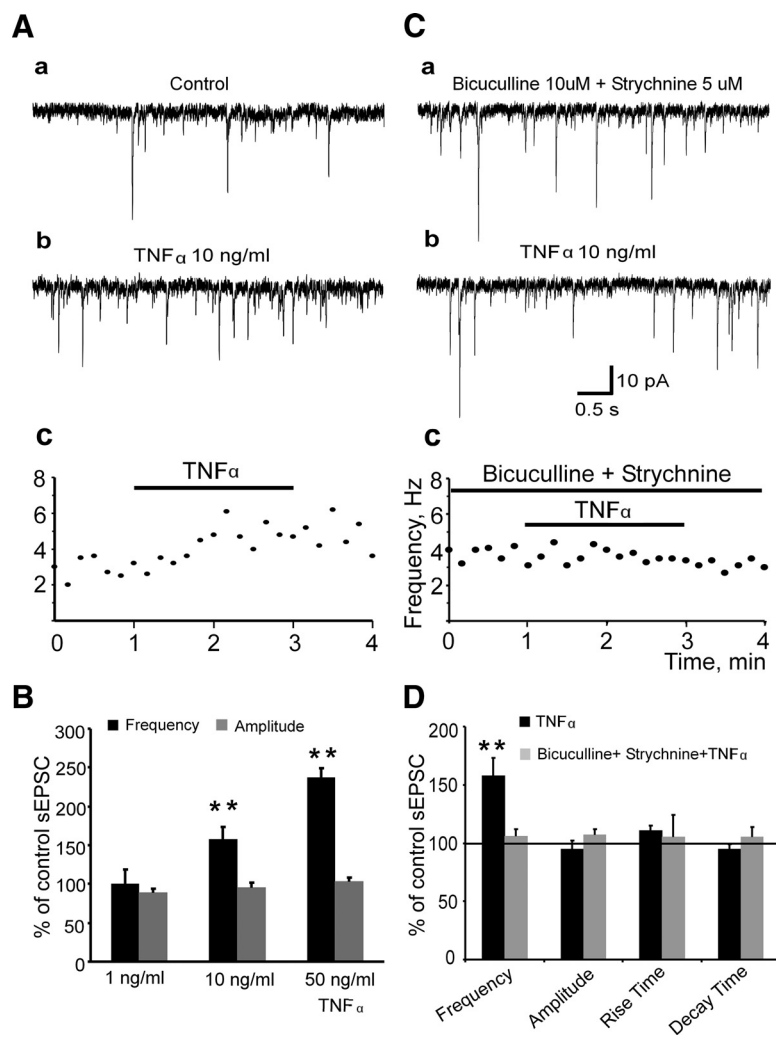 A
a
Control
b
TNFα 10 ng/ml
c
TNFα
8
6
4
2
0
1
2
3
4
C
a
Bicuculline 10uM + Strychnine 5 uM
b
TNFα 10 ng/ml
10 pA
0.5 s
c
Bicuculline + Strychnine
TNFα
Frequency, Hz
8
6
4
2
0
1
2
3
4
Time, min
B
Frequency
Amplitude
% of control sEPSC
300
250
200
150
100
50
0
**
**
1 ng/ml
10 ng/ml
50 ng/ml
TNFα
D
TNFα
Bicuculline+ Strychnine+TNFα
% of control sEPSC
200
150
100
50
0
**
Frequency
Amplitude
Rise Time
Decay Time